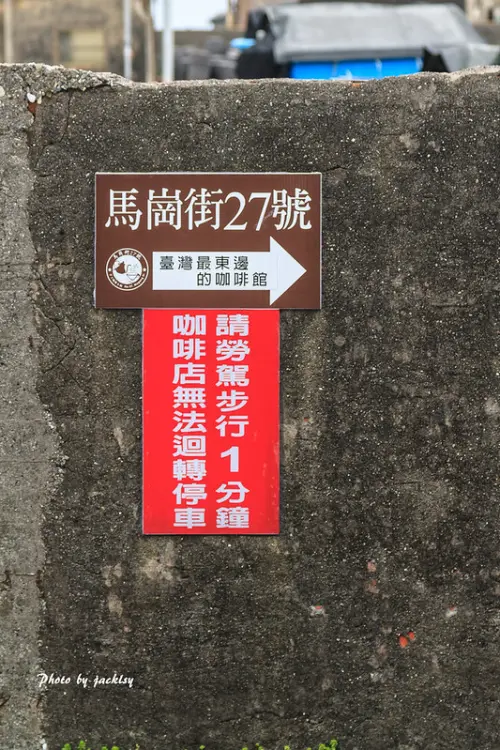 馬崗街27號
臺灣最東邊
的咖啡館
請勞駕步行1分鐘
咖啡店無法迴轉停車
Photo by jacklsy